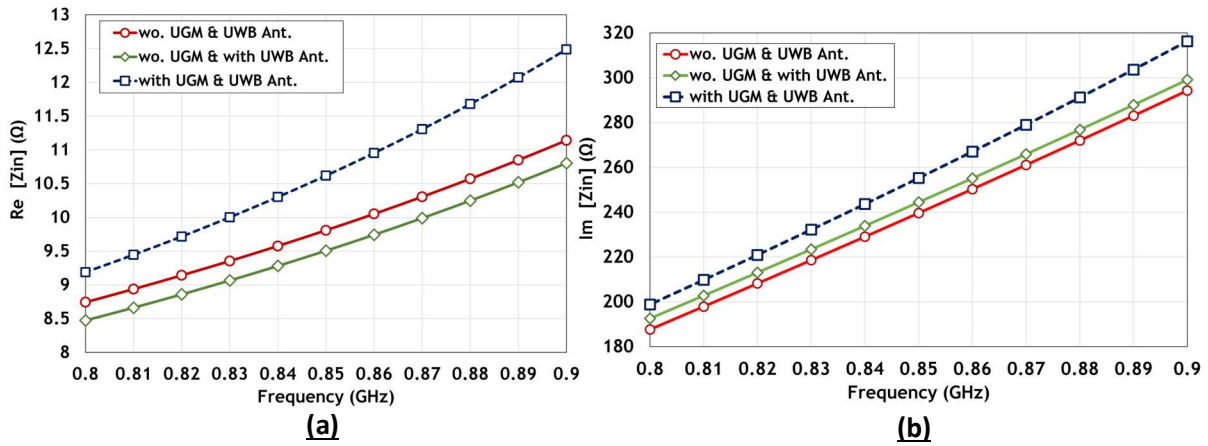 13
12.5
12
11.5
11
10.5
10
9.5
9
8.5
8
Re [Zin] (Ω)
wo. UGM & UWB Ant.
wo. UGM & with UWB Ant.
with UGM & UWB Ant.
0.8 0.81 0.82 0.83 0.84 0.85 0.86 0.87 0.88 0.89 0.9
Frequency (GHz)
(a)
320
300
280
260
240
220
200
180
Im [Zin] (Ω)
wo. UGM & UWB Ant.
wo. UGM & with UWB Ant.
with UGM & UWB Ant.
0.8 0.81 0.82 0.83 0.84 0.85 0.86 0.87 0.88 0.89 0.9
Frequency (GHz)
(b)